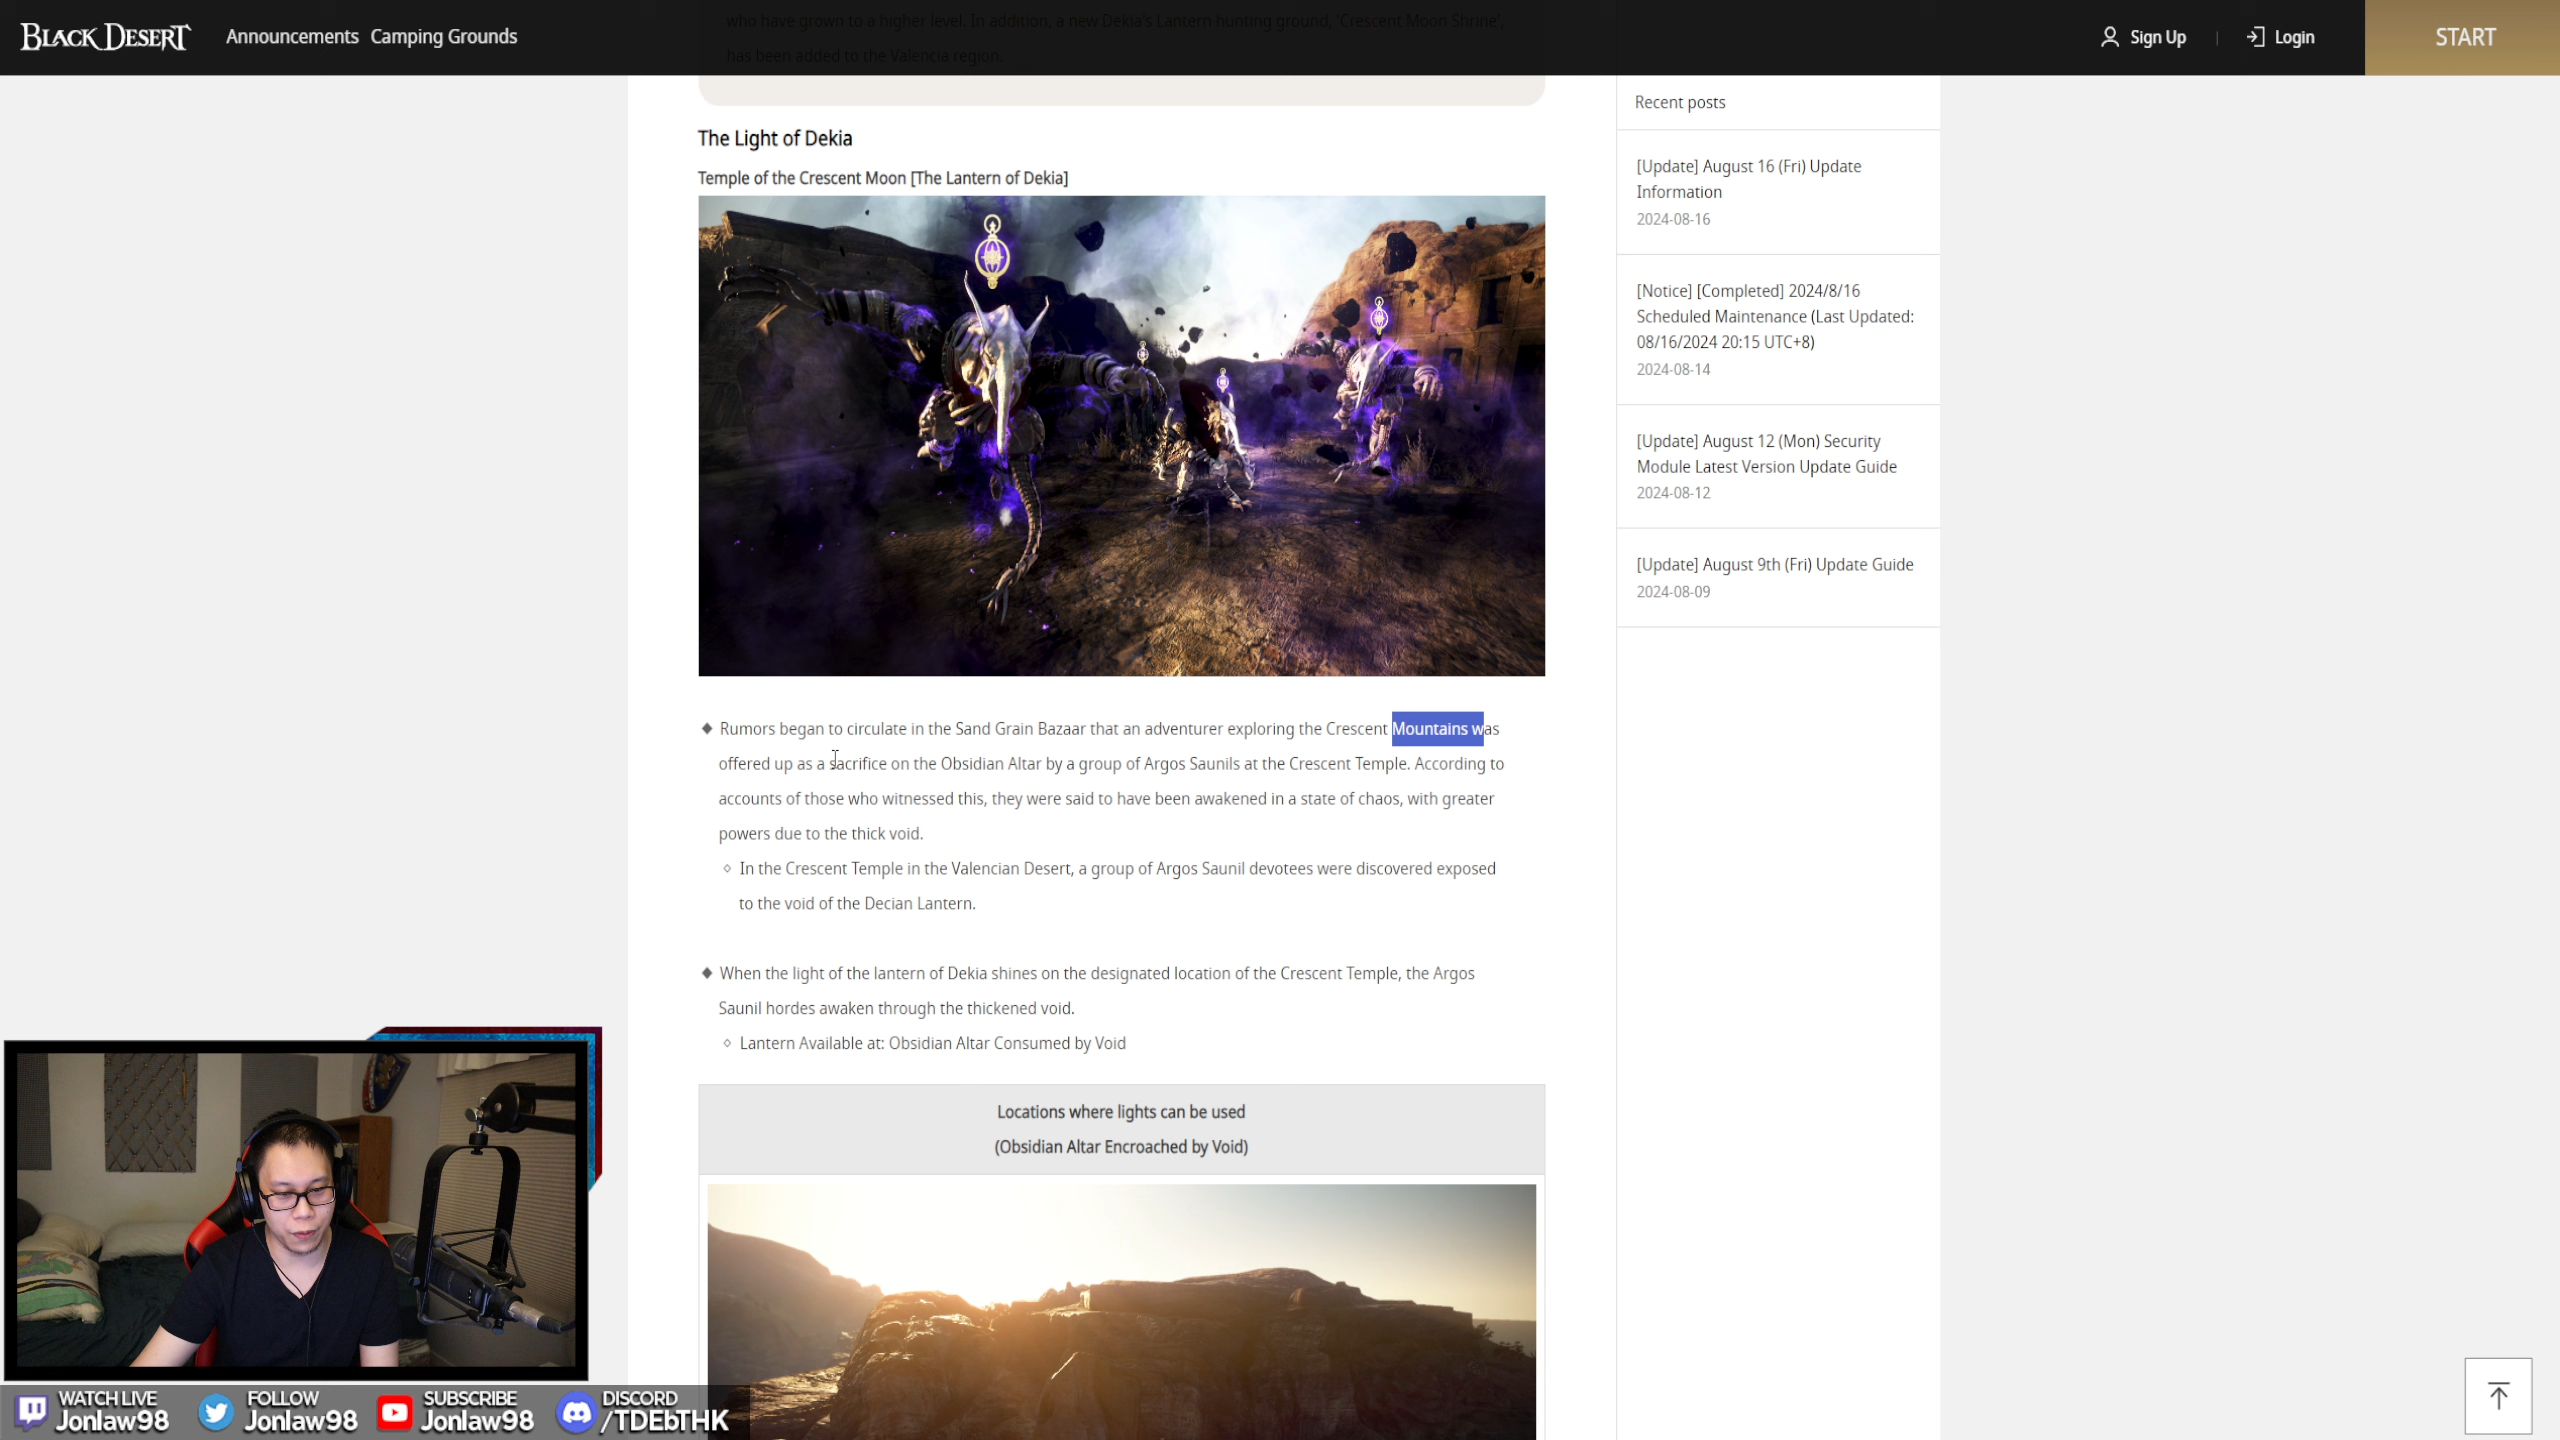 BLACK DESERT
Announcements Camping Grounds
Sign Up
Login
START
who have grown to a higher level. In addition, a new Dekia's Lantern hunting ground, 'Crescent Moon Shrine',
has been added to the Valencia region.
The Light of Dekia
Temple of the Crescent Moon [The Lantern of Dekia]
Rumors began to circulate in the Sand Grain Bazaar that an adventurer exploring the Crescent Mountains was
offered up as a sacrifice on the Obsidian Altar by a group of Argos Saunils at the Crescent Temple. According to
accounts of those who witnessed this, they were said to have been awakened in a state of chaos, with greater
powers due to the thick void.
In the Crescent Temple in the Valencian Desert, a group of Argos Saunil devotees were discovered exposed
to the void of the Decian Lantern.
When the light of the lantern of Dekia shines on the designated location of the Crescent Temple, the Argos
Saunil hordes awaken through the thickened void.
Lantern Available at: Obsidian Altar Consumed by Void
Locations where lights can be used
(Obsidian Altar Encroached by Void)
Recent posts
[Update] August 16 (Fri) Update
Information
2024-08-16
[Notice] [Completed] 2024/8/16
Scheduled Maintenance (Last Updated:
08/16/2024 20:15 UTC+8)
2024-08-14
[Update] August 12 (Mon) Security
Module Latest Version Update Guide
2024-08-12
[Update] August 9th (Fri) Update Guide
2024-08-09
WATCH LIVE
Jonlaw98
FOLLOW
Jonlaw98
SUBSCRIBE
Jonlaw98
DISCORD
/TDEbTHK